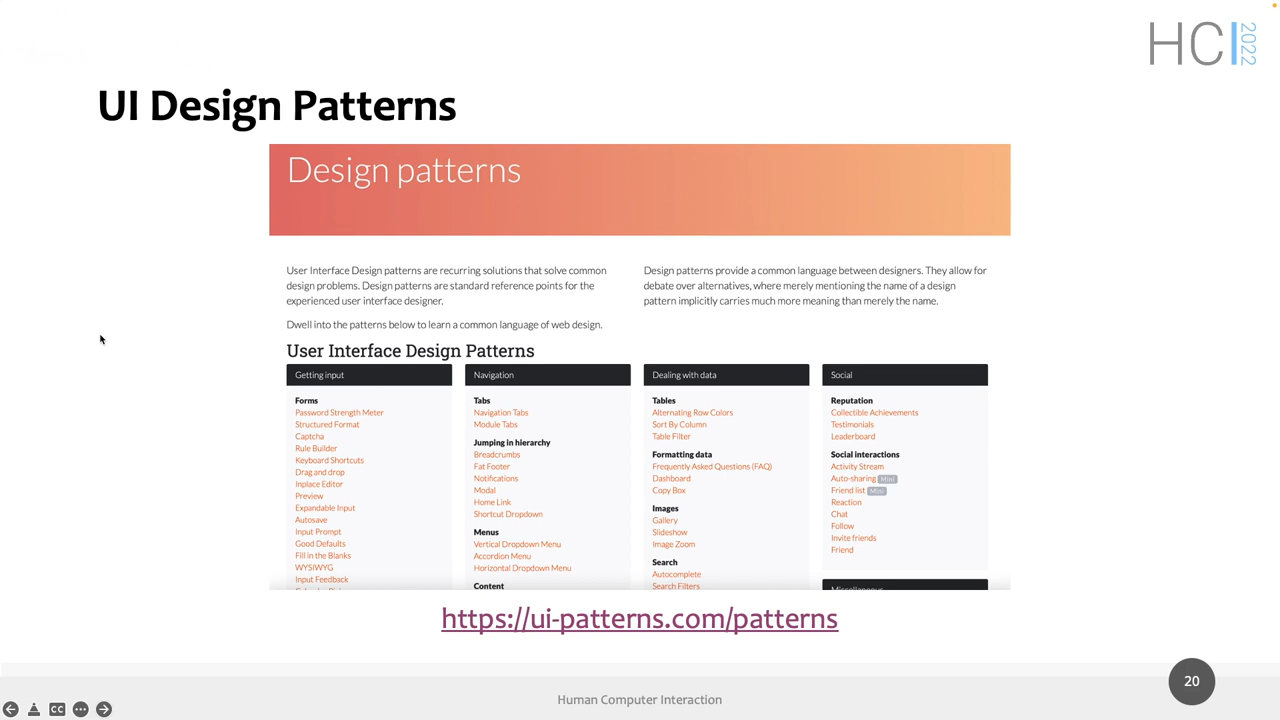 HCI 2022
UI Design Patterns
Design patterns
User Interface Design patterns are recurring solutions that solve common
design problems. Design patterns are standard reference points for the
experienced user interface designer.
Dwell into the patterns below to learn a common language of web design.
Design patterns provide a common language between designers. They allow for
debate over alternatives, where merely mentioning the name of a design
pattern implicitly carries much more meaning than merely the name.
User Interface Design Patterns
Getting input
Forms
Password Strength Meter
Structured Format
Captcha
Rule Builder
Keyboard Shortcuts
Drag and drop
Inplace Editor
Preview
Expandable Input
Autosave
Input Prompt
Good Defaults
Fill in the Blanks
WYSIWYG
Input Feedback
Navigation
Tabs
Navigation Tabs
Module Tabs
Jumping in hierarchy
Breadcrumbs
Fat Footer
Notifications
Modal
Home Link
Shortcut Dropdown
Menus
Vertical Dropdown Menu
Accordion Menu
Horizontal Dropdown Menu
Content
Dealing with data
Tables
Alternating Row Colors
Sort By Column
Table Filter
Formatting data
Frequently Asked Questions (FAQ)
Dashboard
Copy Box
Images
Gallery
Slideshow
Image Zoom
Search
Autocomplete
Search Filters
Social
Reputation
Collectible Achievements
Testimonials
Leaderboard
Social interactions
Activity Stream
Auto-sharing Mini
Friend list Mini
Reaction
Chat
Follow
Invite friends
Friend
https://ui-patterns.com/patterns
Human Computer Interaction
20
CC